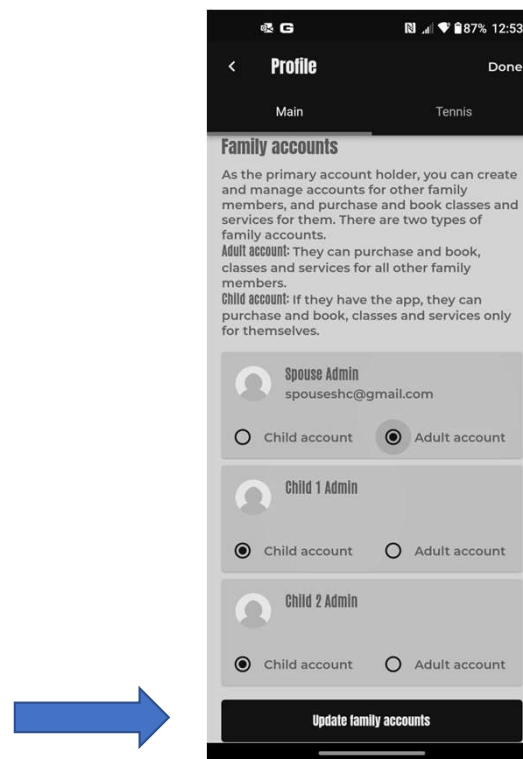 G 87% 12:53
Profile Done
Main Tennis
Family accounts
As the primary account holder, you can create
and manage accounts for other family
members, and purchase and book classes and
services for them. There are two types of
family accounts.
Adult account: They can purchase and book,
classes and services for all other family
members.
Child account: If they have the app, they can
purchase and book, classes and services only
for themselves.
Spouse Admin
spouseshc@gmail.com
Child account Adult account
Child 1 Admin
Child account Adult account
Child 2 Admin
Child account Adult account
Update family accounts